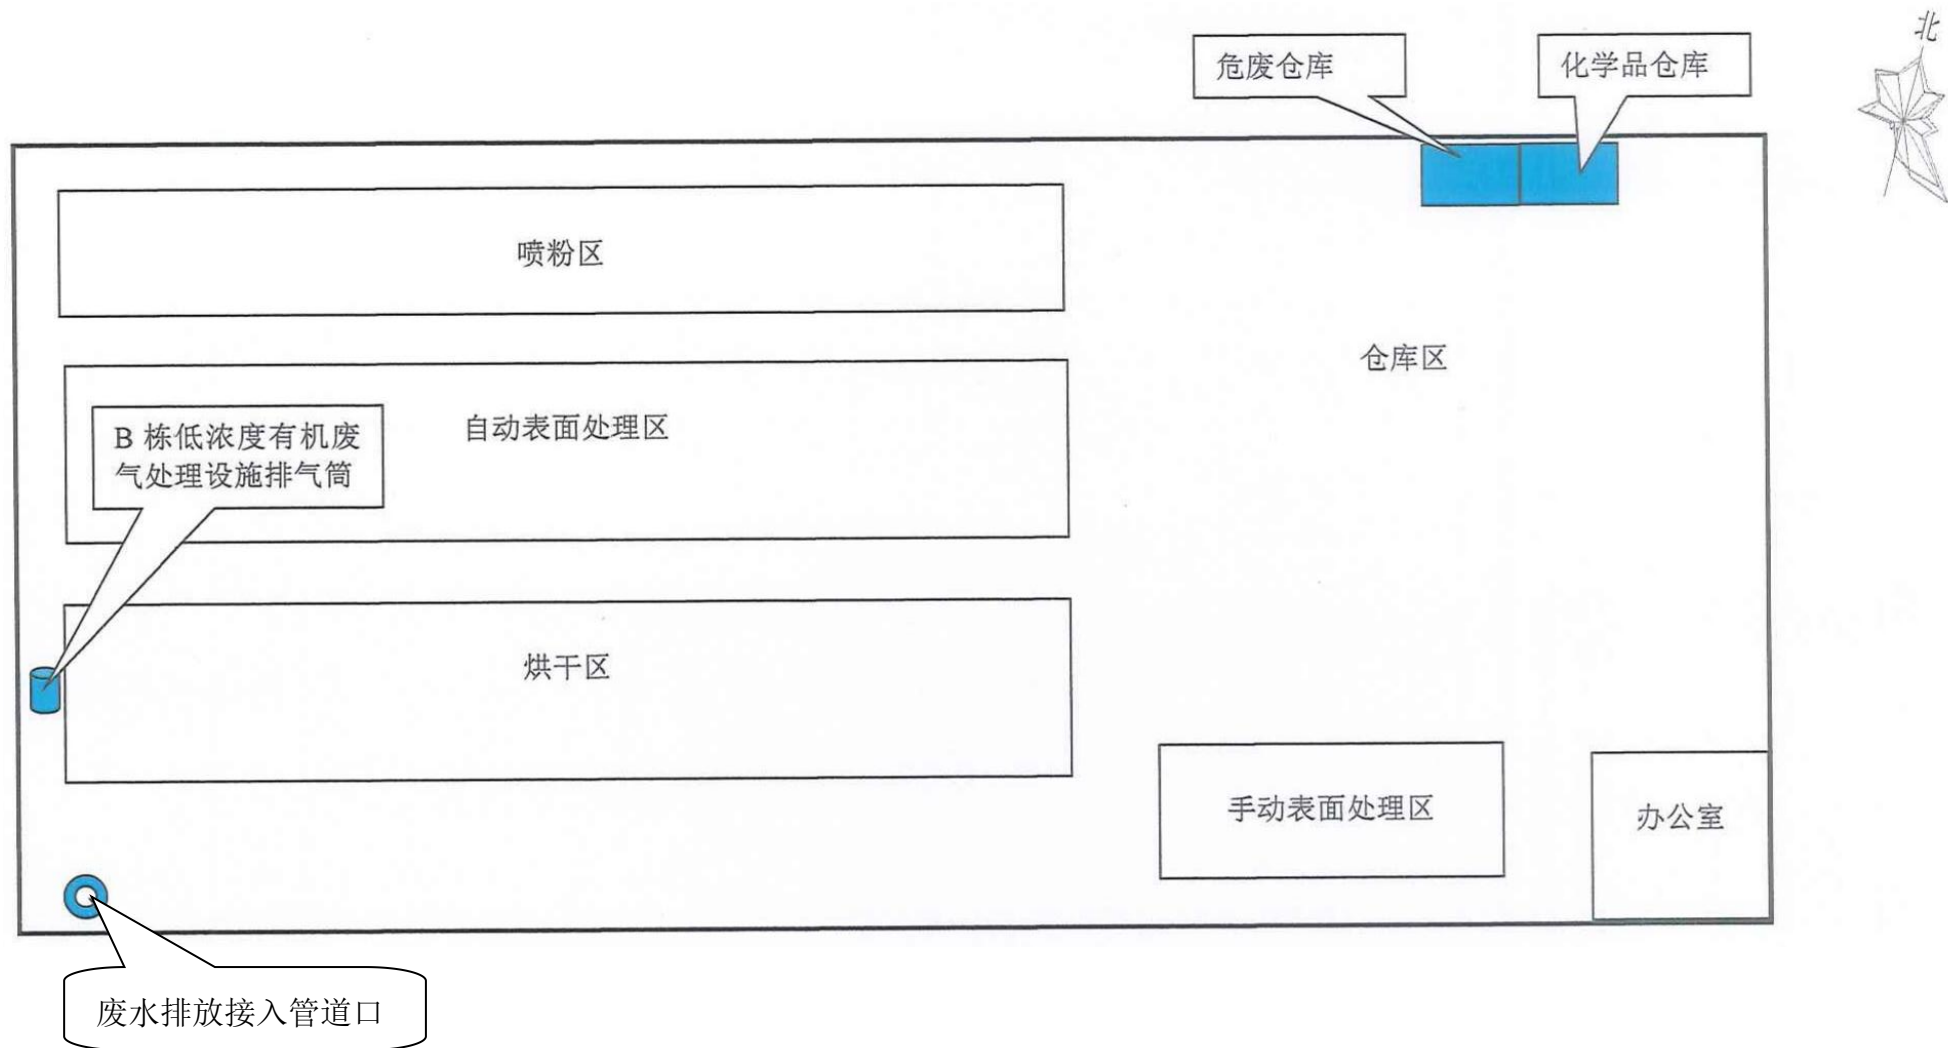 北
危废仓库
化学品仓库
喷粉区
仓库区
自动表面处理区
B 栋低浓度有机废
气处理设施排气筒
烘干区
手动表面处理区
办公室
废水排放接入管道口